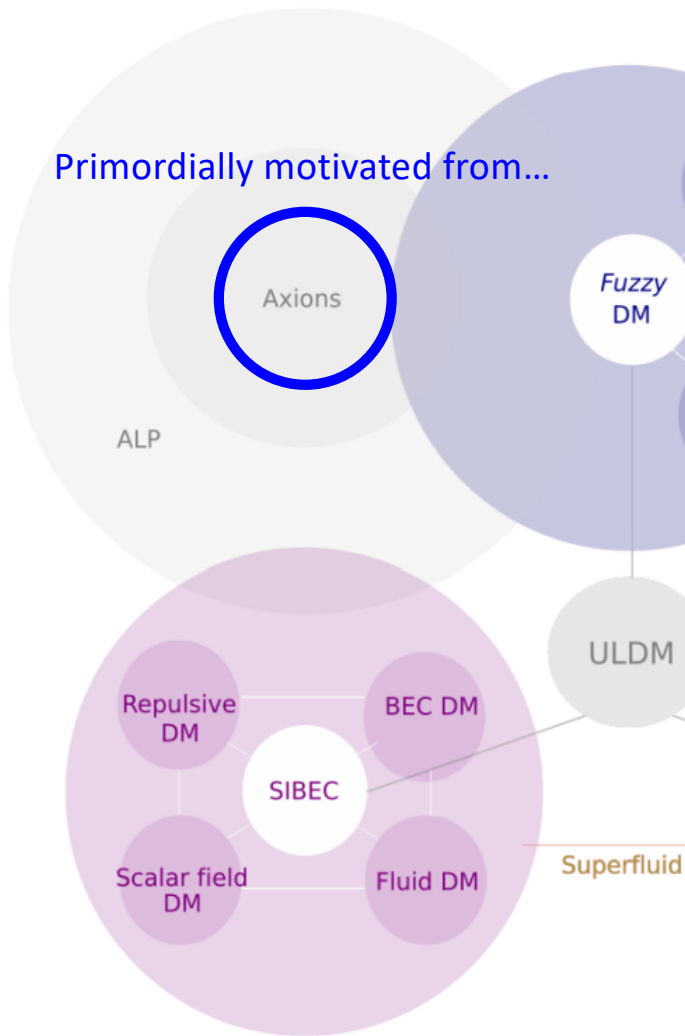 Primordially motivated from…
Axions
Fuzzy
DM
ALP
ULDM
Repulsive
DM
BEC DM
SIBEC
Scalar field
DM
Fluid DM
Superfluid